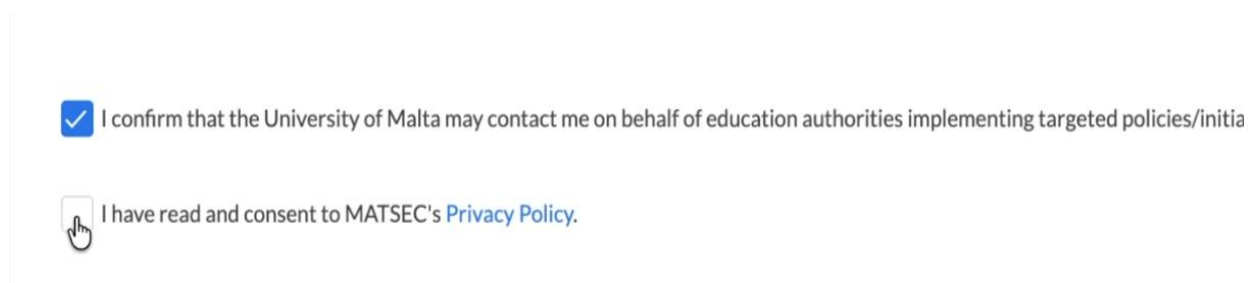 I confirm that the University of Malta may contact me on behalf of education authorities implementing targeted policies/initia
I have read and consent to MATSEC's Privacy Policy.